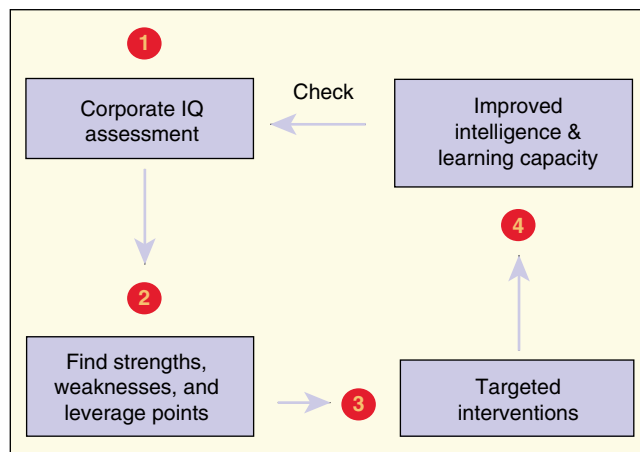 1
Corporate IQ
assessment
Check
Improved
intelligence &
learning capacity
2
Find strengths,
weaknesses, and
leverage points
3
Targeted
interventions
4